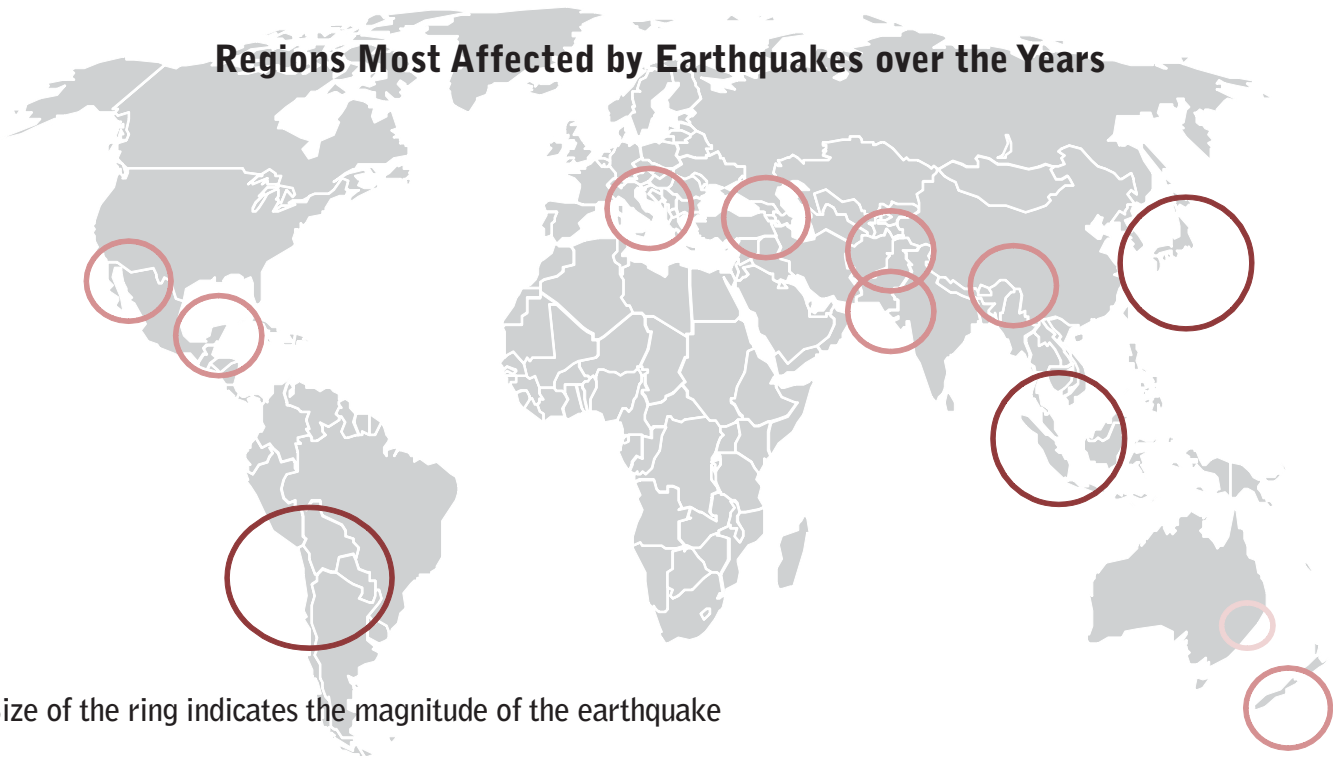 Regions Most Affected by Earthquakes over the Years
ize of the ring indicates the magnitude of the earthquake